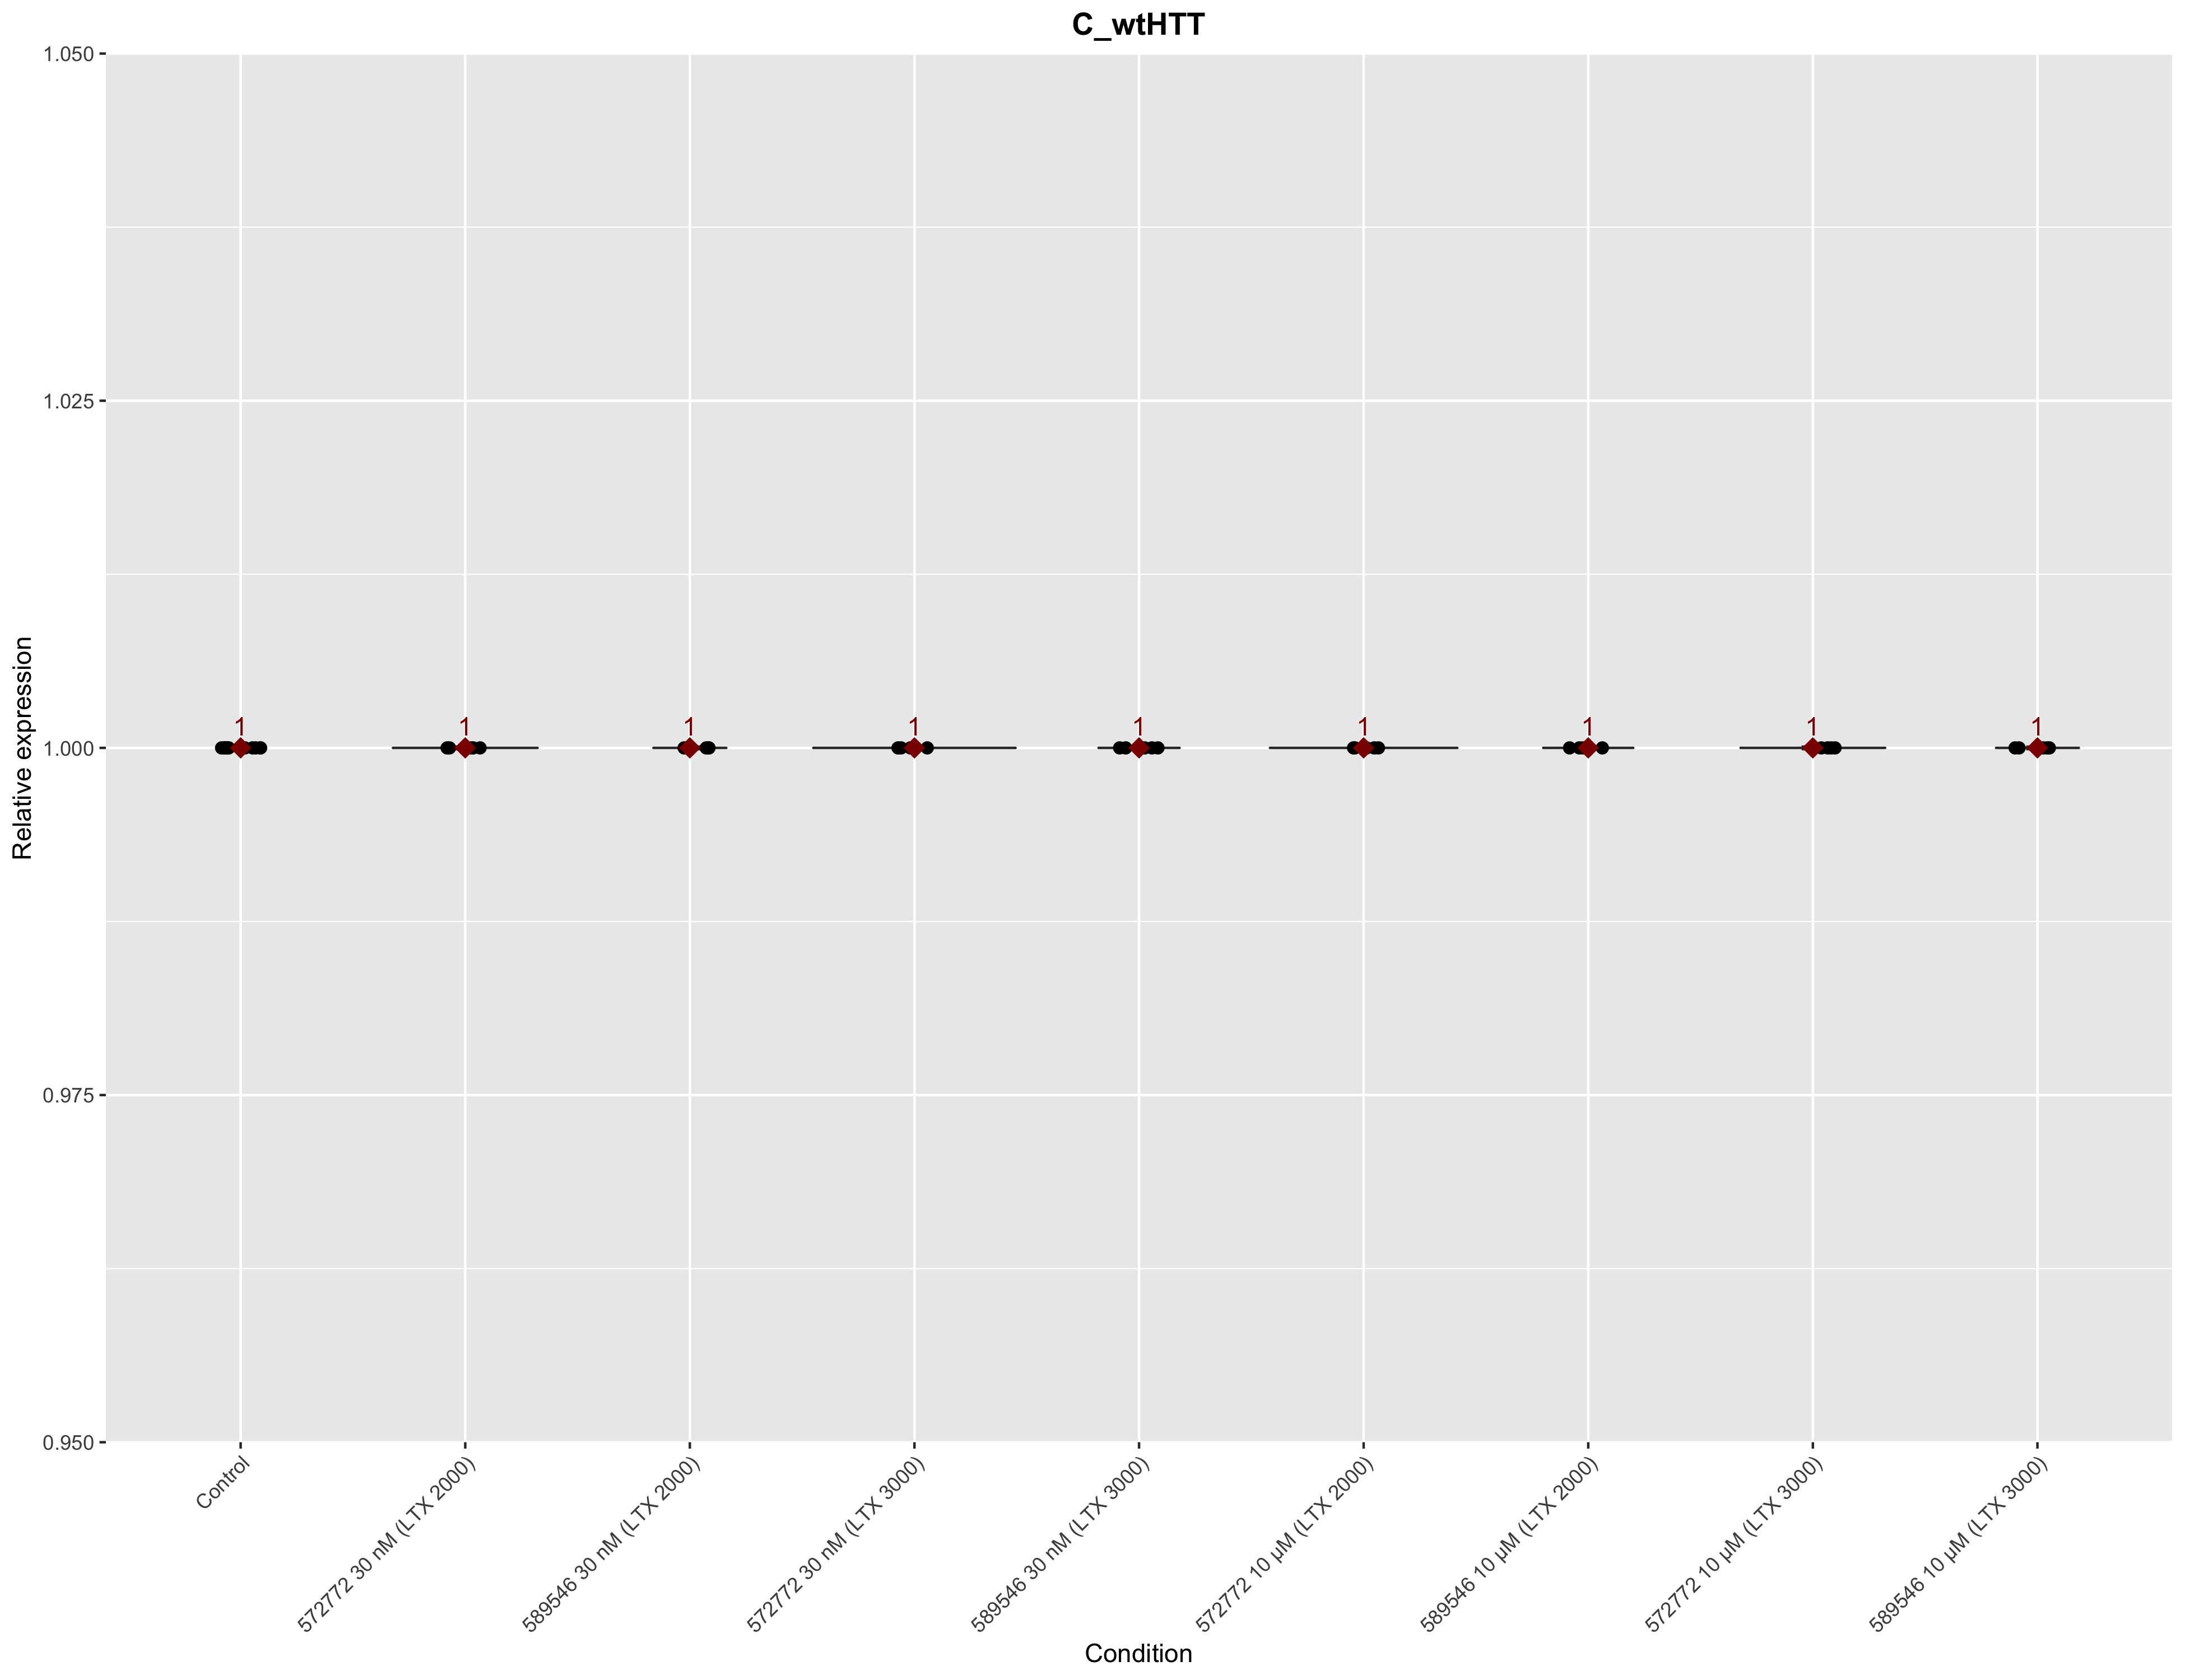 C_wtHTT
1.050
1.025
1.000
0.975
0.950
Relative expression
1 1 1 1 1 1 1 1 1
Control
572772 30 nM (LTX 2000)
589546 30 nM (LTX 2000)
572772 30 nM (LTX 3000)
589546 30 nM (LTX 3000)
572772 10 µM (LTX 2000)
589546 10 µM (LTX 2000)
572772 10 µM (LTX 3000)
589546 10 µM (LTX 3000)
Condition